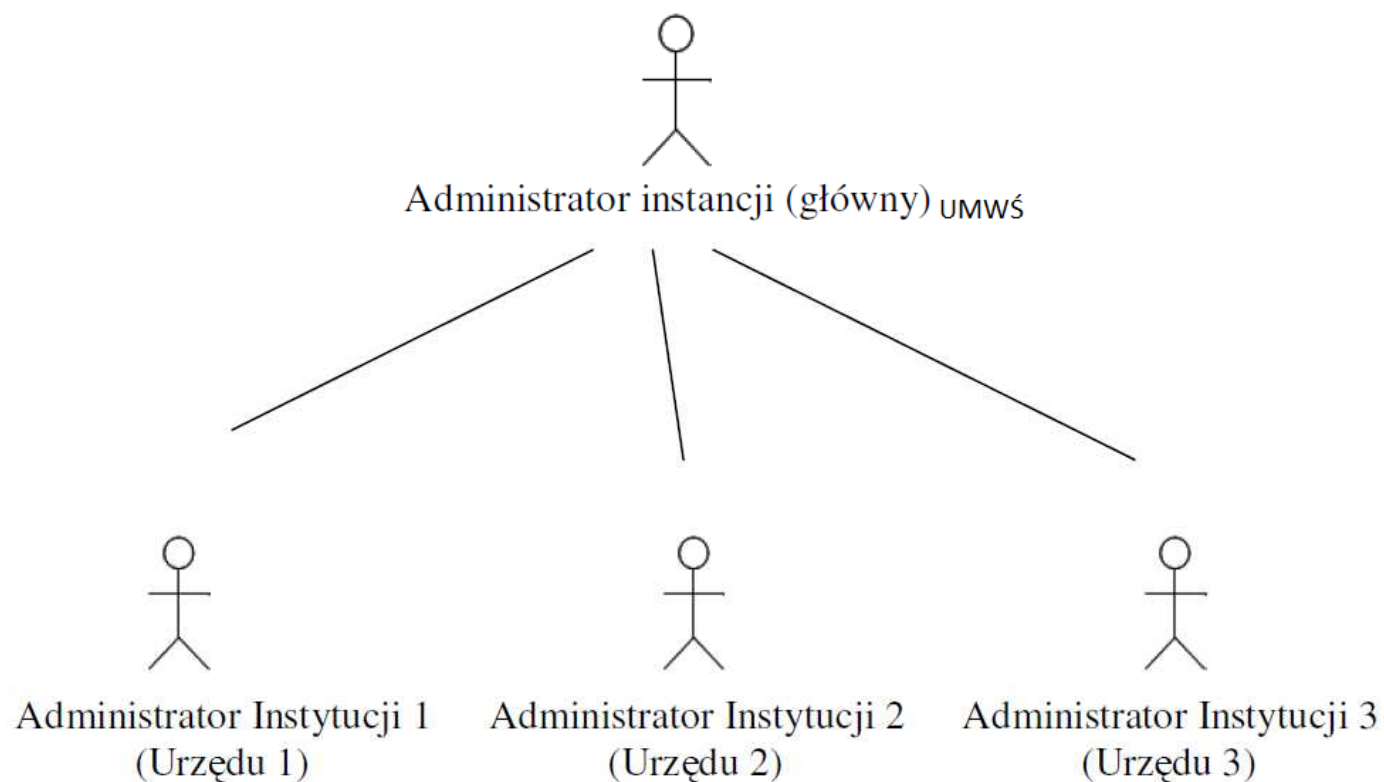 Administrator instancji (główny) UMWŚ
Administrator Instytucji 1
(Urzędu 1)
Administrator Instytucji 2
(Urzędu 2)
Administrator Instytucji 3
(Urzędu 3)